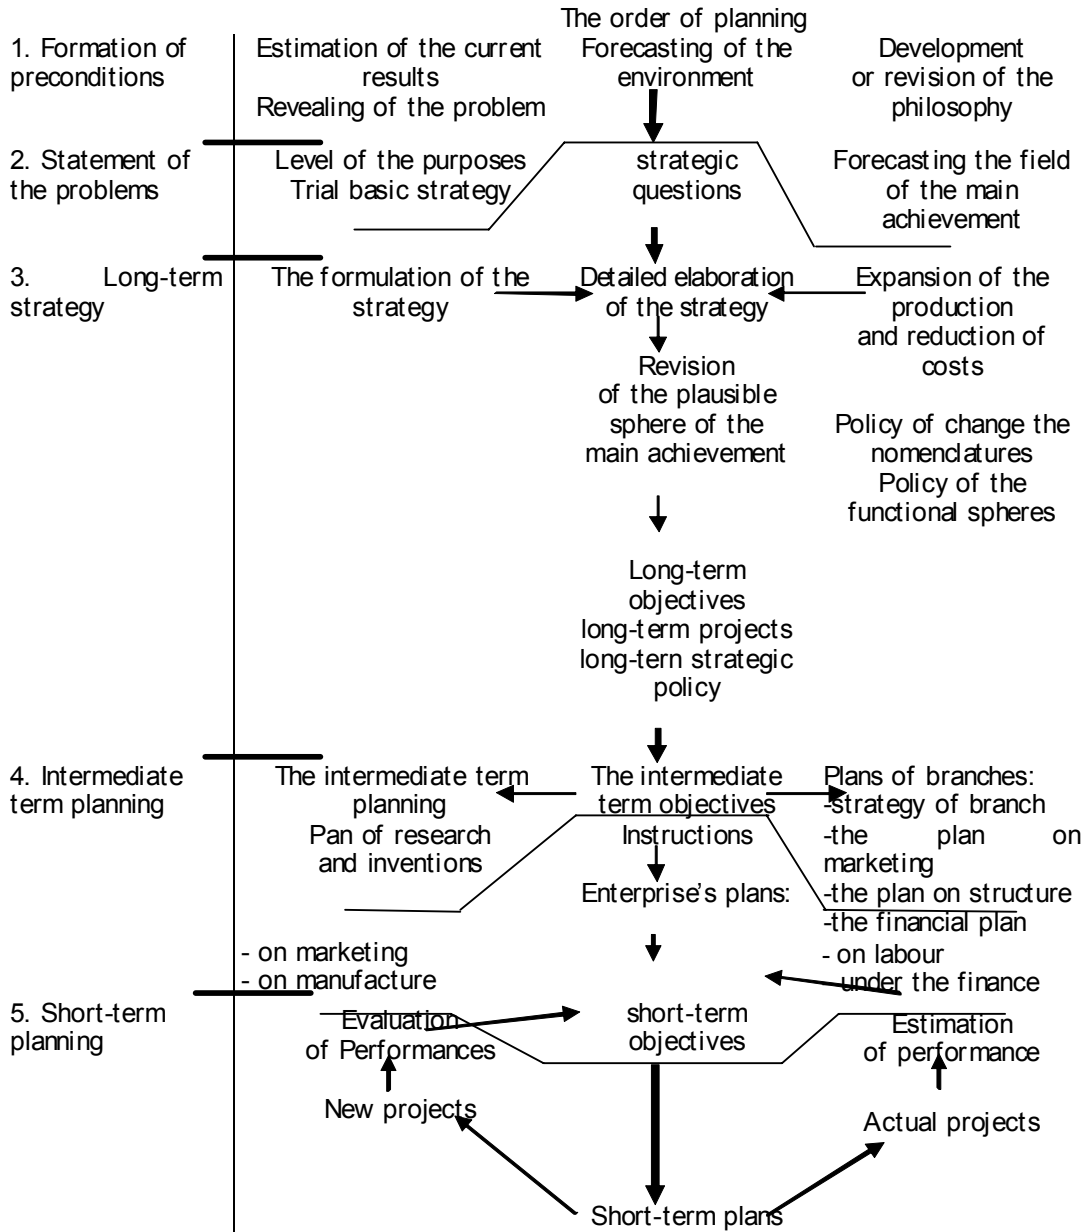 The order of planning
1. Formation of
preconditions
Estimation of the current
results
Revealing of the problem
Forecasting of the
environment
Development
or revision of the
philosophy
2. Statement of
the problems
Level of the purposes
Trial basic strategy
strategic
questions
Forecasting the field
of the main
achievement
3. Long-term
strategy
The formulation of the
strategy
Detailed elaboration
of the strategy
Expansion of the
production
and reduction of
costs
Revision
of the plausible
sphere of the
main achievement
Policy of change the
nomenclatures
Policy of the
functional spheres
Long-term
objectives
long-term projects
long-tern strategic
policy
4. Intermediate
term planning
The intermediate term
planning
Pan of research
and inventions
The intermediate
term objectives
Instructions
Plans of branches:
-strategy of branch
-the plan on
marketing
-the plan on structure
-the financial plan
Enterprise's plans:
- on marketing
- on manufacture
- on labour
under the finance
5. Short-term
planning
Evaluation
of Performances
short-term
objectives
Estimation
of performance
New projects
Actual projects
Short-term plans